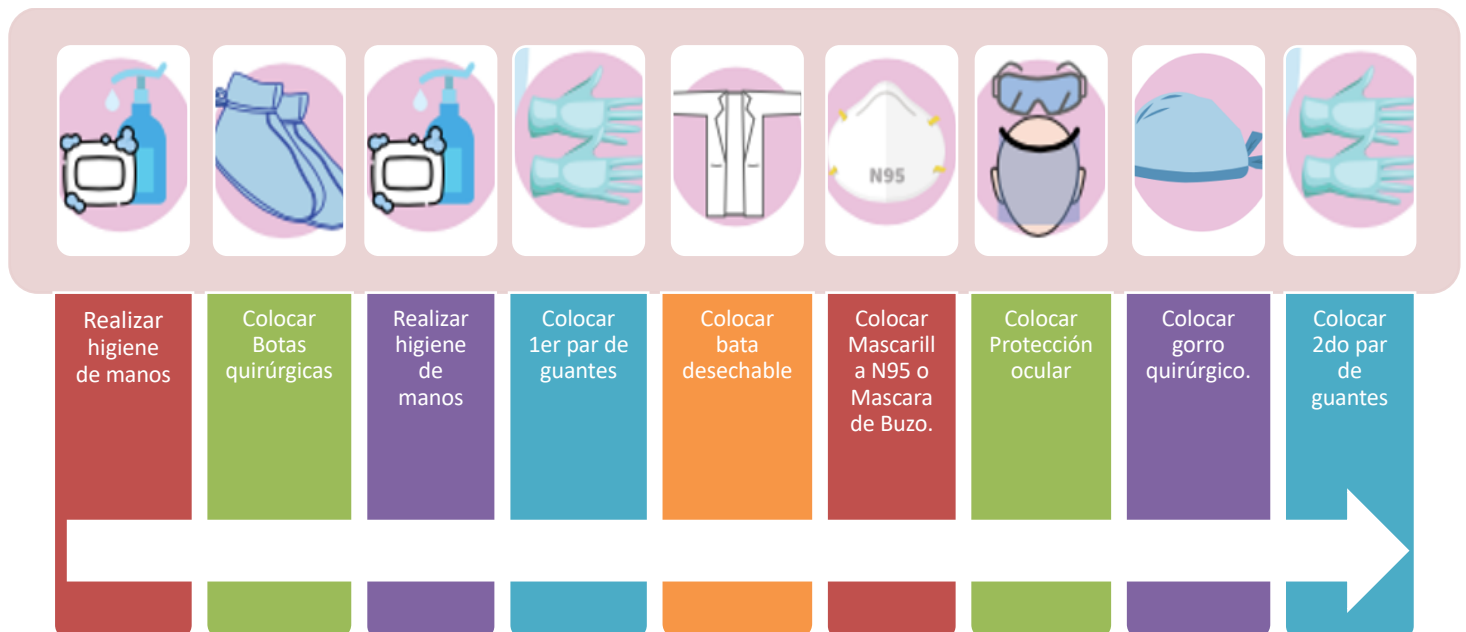 N95
Realizar
higiene
de manos
Colocar
Botas
quirúrgicas
Realizar
higiene
de
manos
Colocar
1er par de
guantes
Colocar
bata
desechable
Colocar
Mascarill
a N95 o
Mascara
de Buzo.
Colocar
Protección
ocular
Colocar
gorro
quirúrgico.
Colocar
2do par
de
guantes